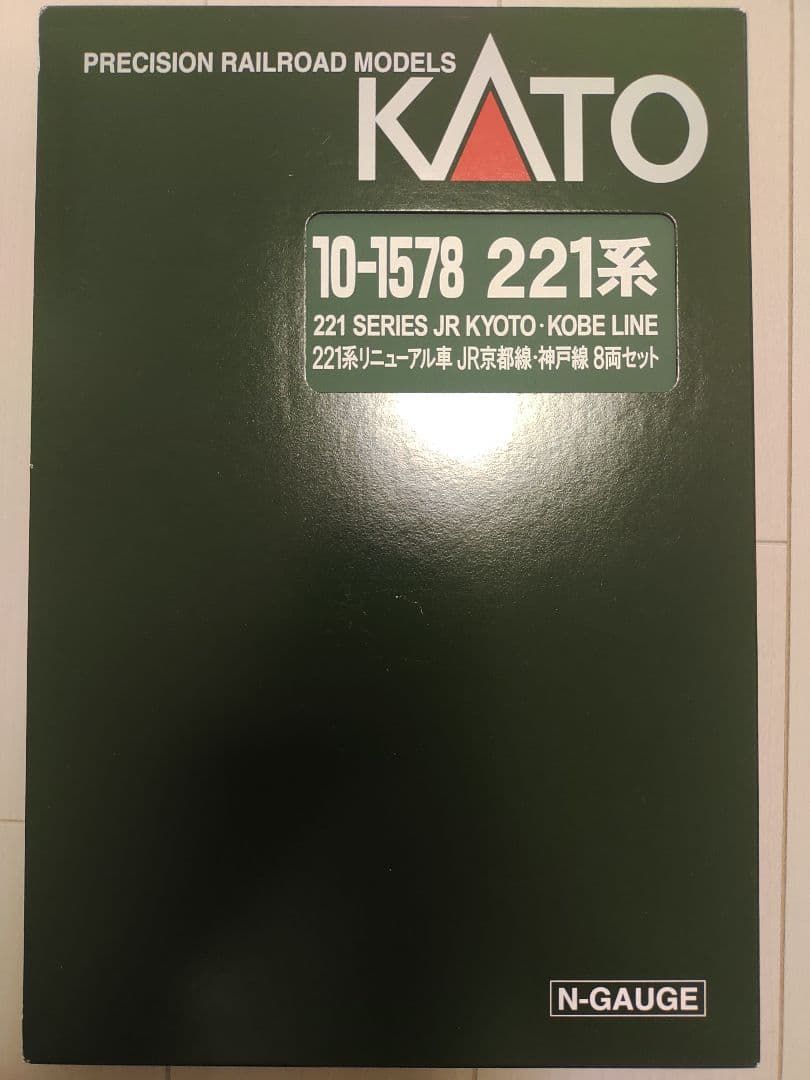 PRECISION RAILROAD MODELS
KATO
10-1578 221系
221 SERIES JR KYOTO・KOBE LINE
221系リニューアル車 JR京都線・神戸線 8両セット
N-GAUGE